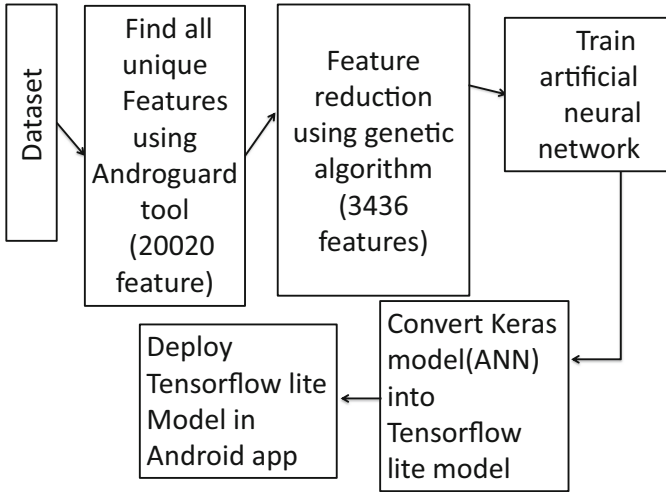 Dataset
Find all
unique
Features
using
Androguard
tool
(20020
feature)
Feature
reduction
using genetic
algorithm
(3436
features)
Train
artificial
neural
network
Convert Keras
model(ANN)
into
Tensorflow
lite model
Deploy
Tensorflow lite
Model in
Android app